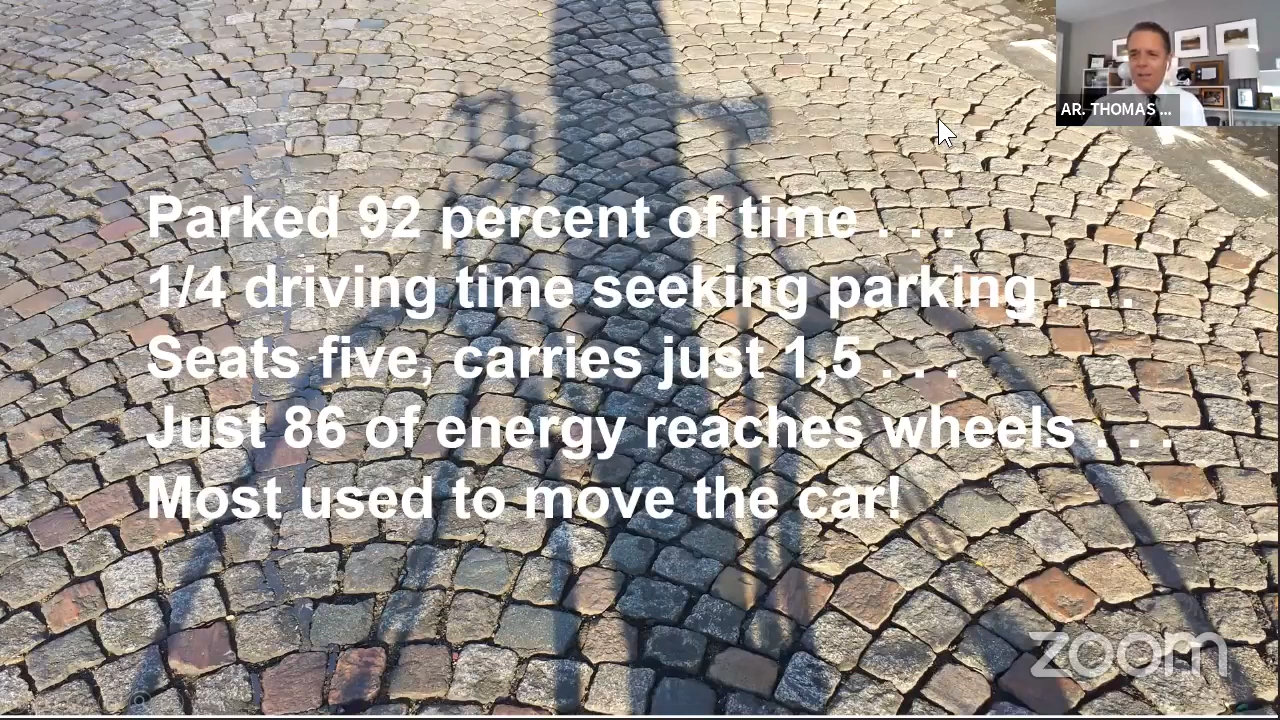 AR. THOMAS ...
Parked 92 percent of time . . .
1/4 driving time seeking parking . . .
Seats five, carries just 1,5 . . .
Just 86 of energy reaches wheels . . .
Most used to move the car!
zoom